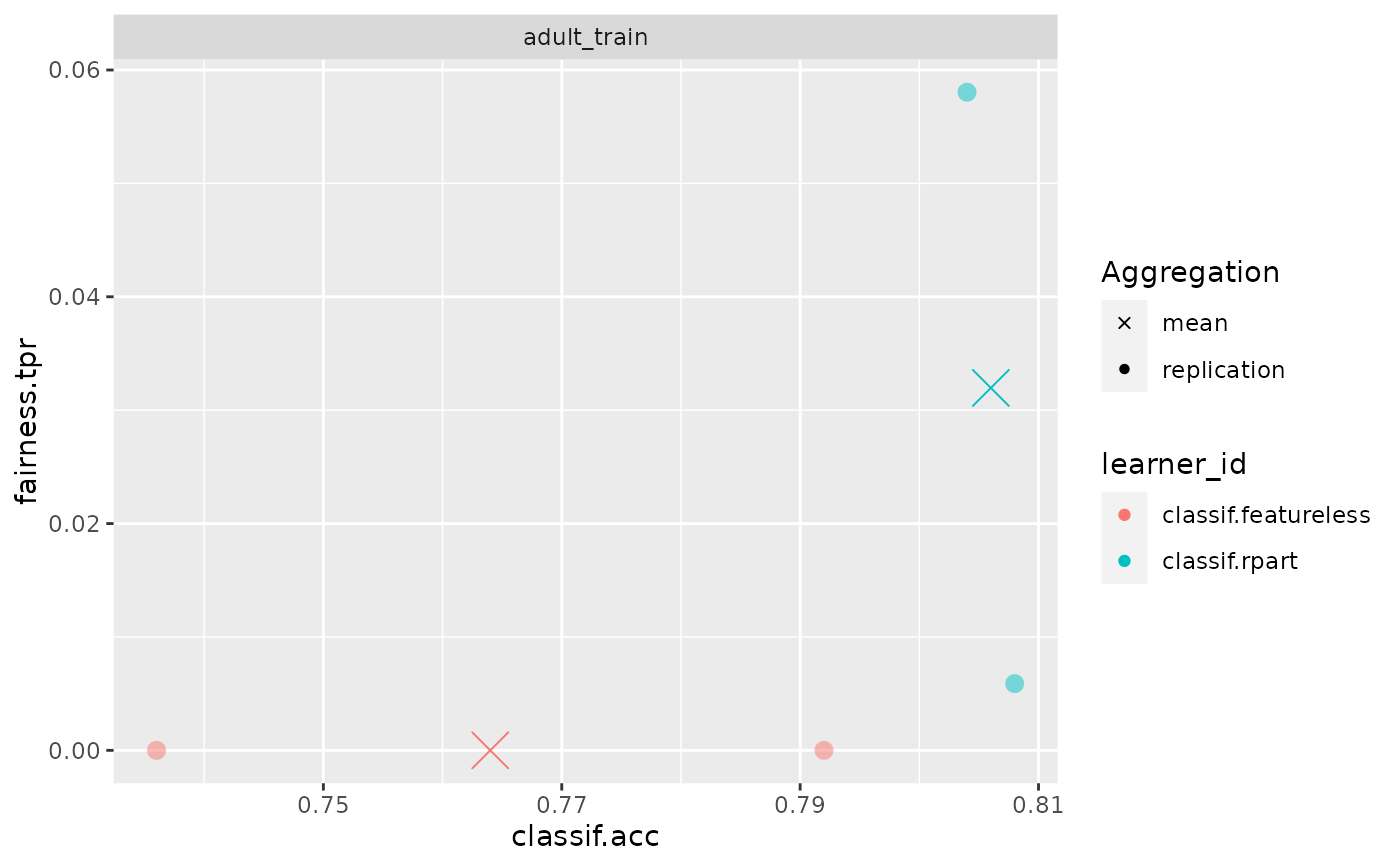 adult_train
0.06
0.04
0.02
0.00
fairness.tpr
0.75
0.77
0.79
0.81
classif.acc
Aggregation
mean
replication
learner_id
classif.featureless
classif.rpart